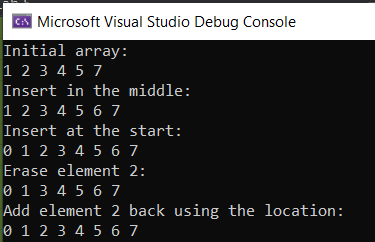 Microsoft Visual Studio Debug Console
Initial array:
1 2 3 4 5 7
Insert in the middle:
1 2 3 4 5 6 7
Insert at the start:
0 1 2 3 4 5 6 7
Erase element 2:
0 1 3 4 5 6 7
Add element 2 back using the location:
0 1 2 3 4 5 6 7